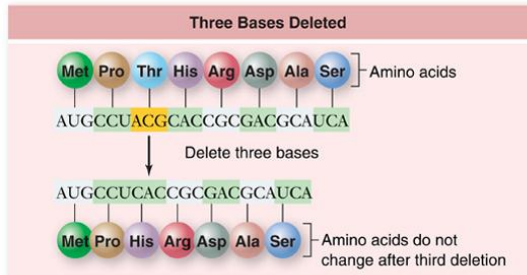 Three Bases Deleted
Met Pro Thr His Arg Asp Ala Ser
Amino acids
AUGCCUACGCACCGCGACGCAUCA
Delete three bases
AUGCCUCACCGCGACGCAUCA
Met Pro His Arg Asp Ala Ser
Amino acids do not
change after third deletion